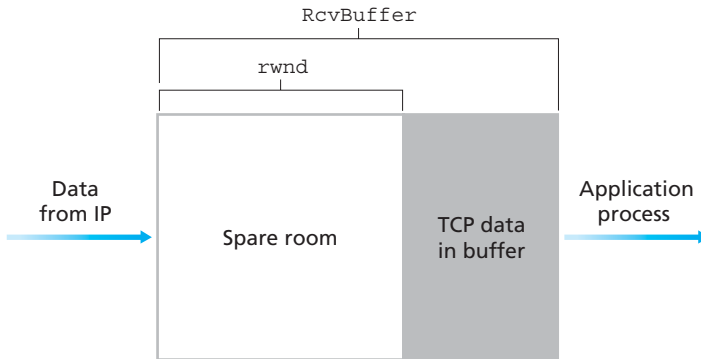 RcvBuffer
rwnd
Data
from IP
Spare room
TCP data
in buffer
Application
process